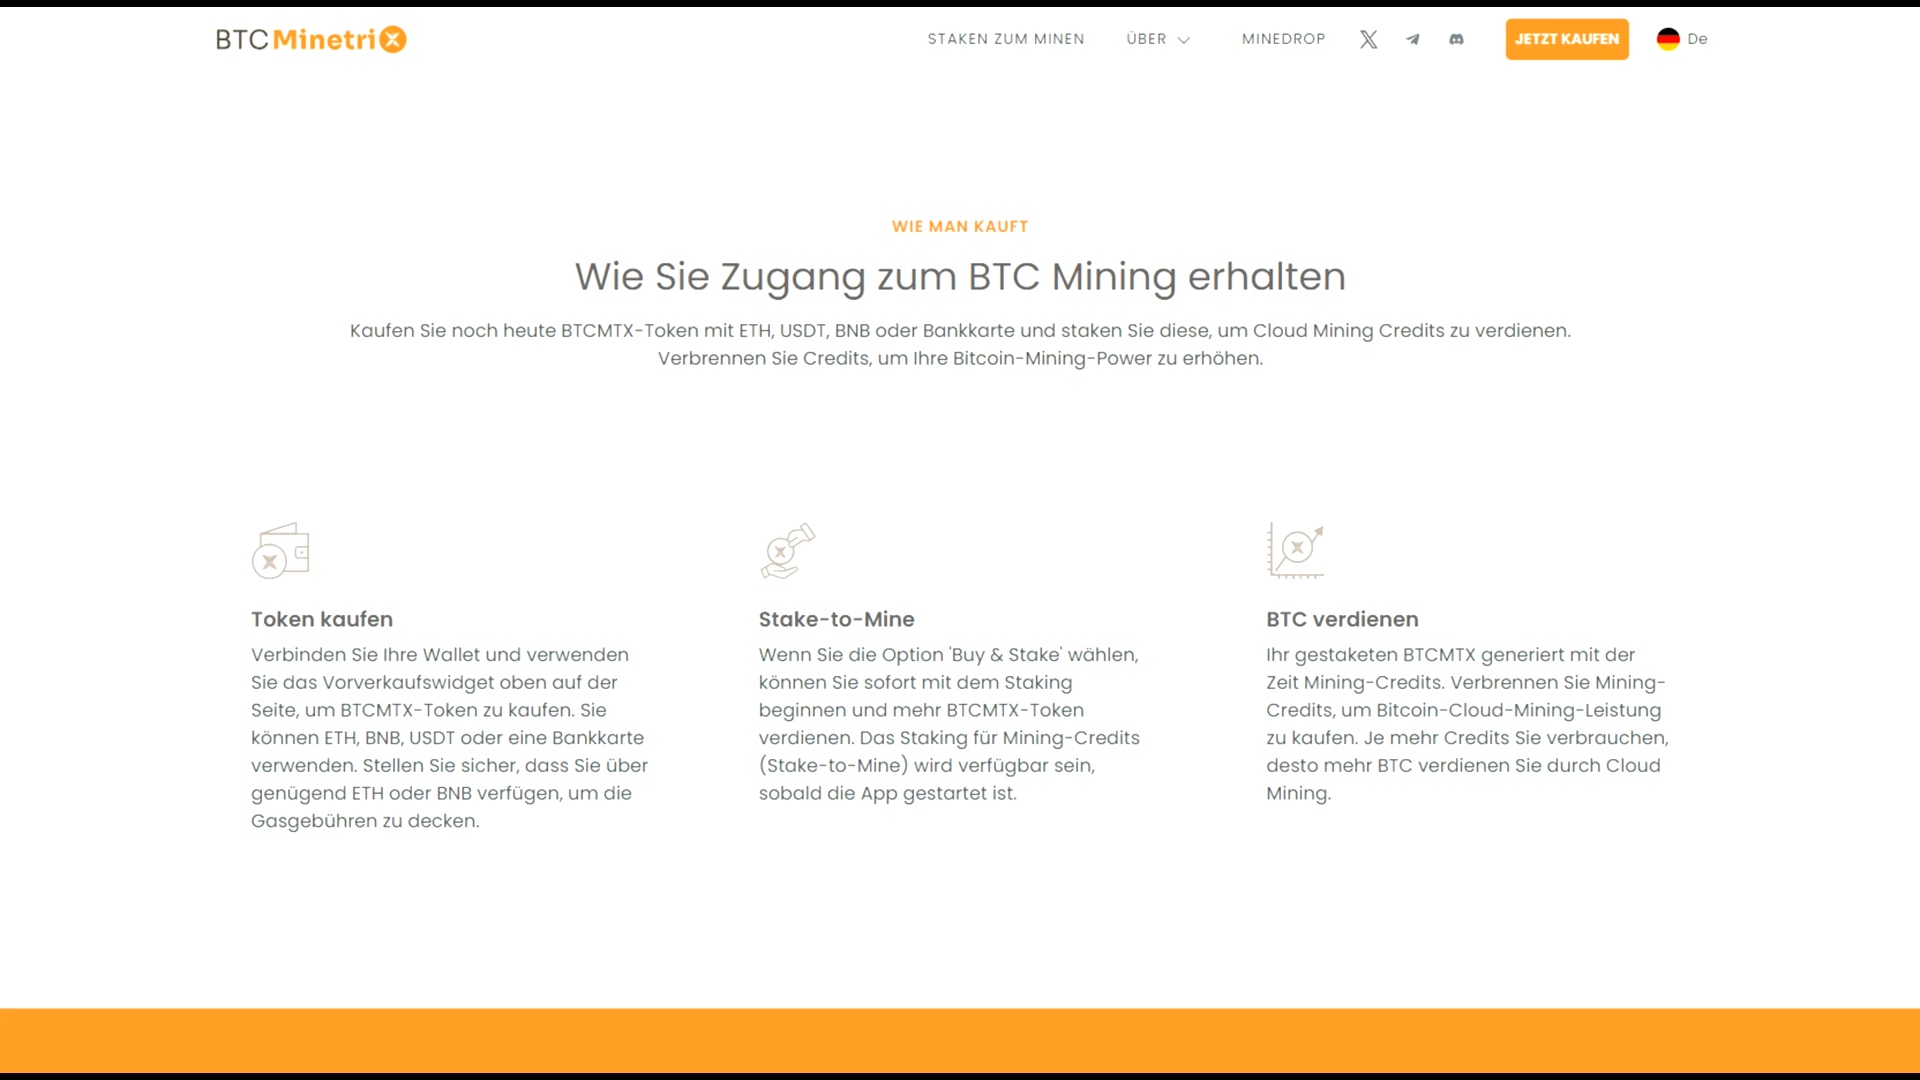 BTCMinetriX
STAKEN ZUM MINEN
ÜBER
MINEDROP
JETZT KAUFEN
De
WIE MAN KAUFT
Wie Sie Zugang zum BTC Mining erhalten
Kaufen Sie noch heute BTCMTX-Token mit ETH, USDT, BNB oder Bankkarte und staken Sie diese, um Cloud Mining Credits zu verdienen.
Verbrennen Sie Credits, um Ihre Bitcoin-Mining-Power zu erhöhen.
Token kaufen
Verbinden Sie Ihre Wallet und verwenden
Sie das Vorverkaufswidget oben auf der
Seite, um BTCMTX-Token zu kaufen. Sie
können ETH, BNB, USDT oder eine Bankkarte
verwenden. Stellen Sie sicher, dass Sie über
genügend ETH oder BNB verfügen, um die
Gasgebühren zu decken.
Stake-to-Mine
Wenn Sie die Option 'Buy & Stake' wählen,
können Sie sofort mit dem Staking
beginnen und mehr BTCMTX-Token
verdienen. Das Staking für Mining-Credits
(Stake-to-Mine) wird verfügbar sein,
sobald die App gestartet ist.
BTC verdienen
Ihr gestaketen BTCMTX generiert mit der
Zeit Mining-Credits. Verbrennen Sie Mining-
Credits, um Bitcoin-Cloud-Mining-Leistung
zu kaufen. Je mehr Credits Sie verbrauchen,
desto mehr BTC verdienen Sie durch Cloud
Mining.